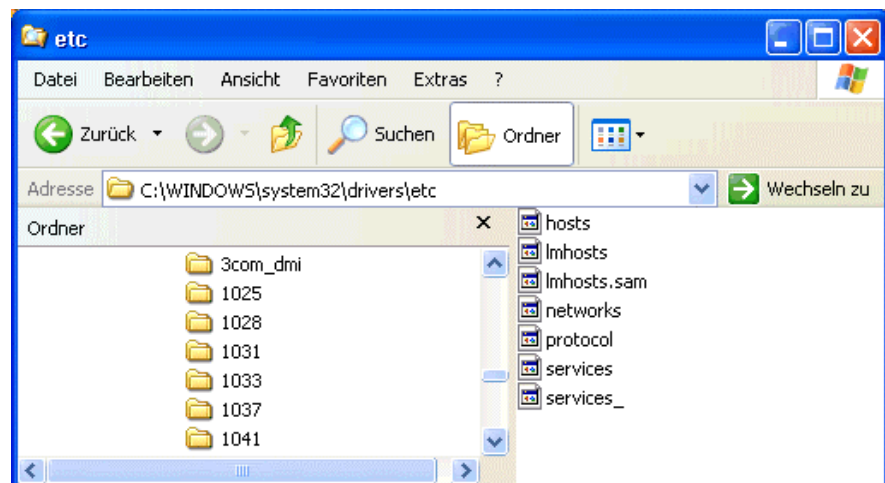 etc
Datei Bearbeiten Ansicht Favoriten Extras ?
Zurück Suchen Ordner
Adresse C:\WINDOWS\system32\drivers\etc Wechseln zu
Ordner
3com_dmi
1025
1028
1031
1033
1037
1041
hosts
lmhosts
lmhosts.sam
networks
protocol
services
services_